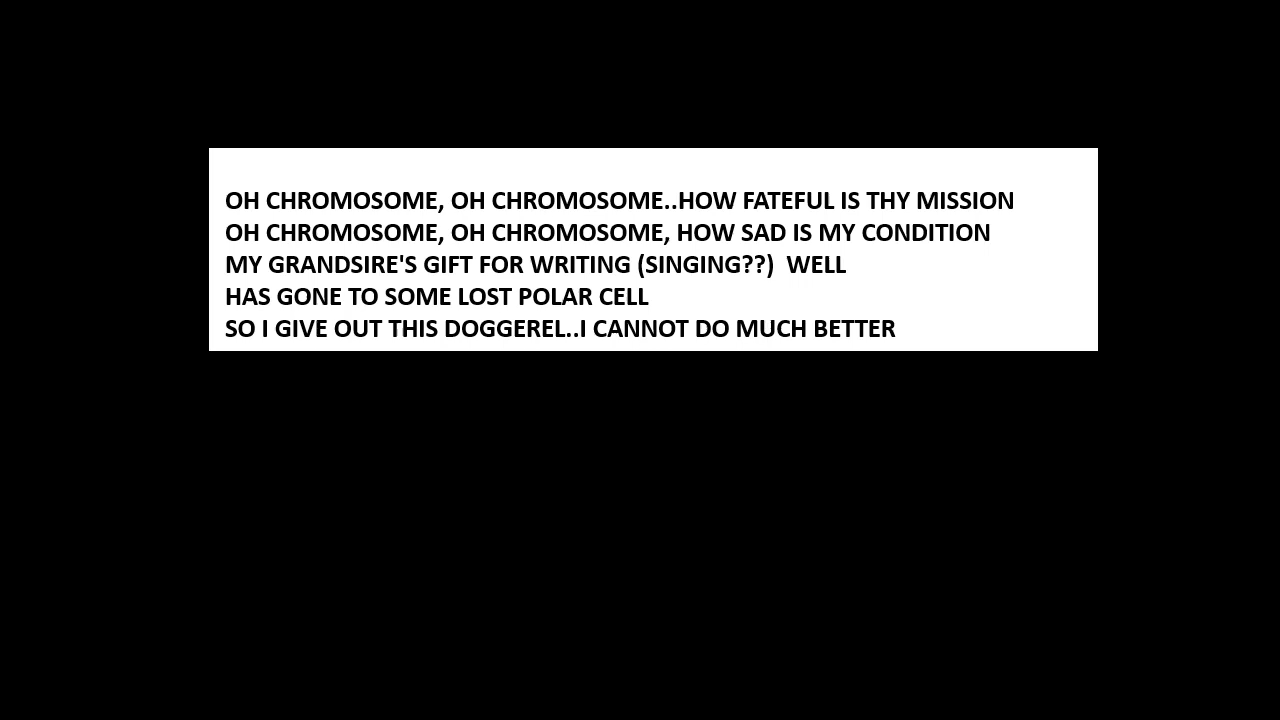 OH CHROMOSOME, OH CHROMOSOME..HOW FATEFUL IS THY MISSION
OH CHROMOSOME, OH CHROMOSOME, HOW SAD IS MY CONDITION
MY GRANDSIRE'S GIFT FOR WRITING (SINGING??)  WELL
HAS GONE TO SOME LOST POLAR CELL
SO I GIVE OUT THIS DOGGEREL..I CANNOT DO MUCH BETTER